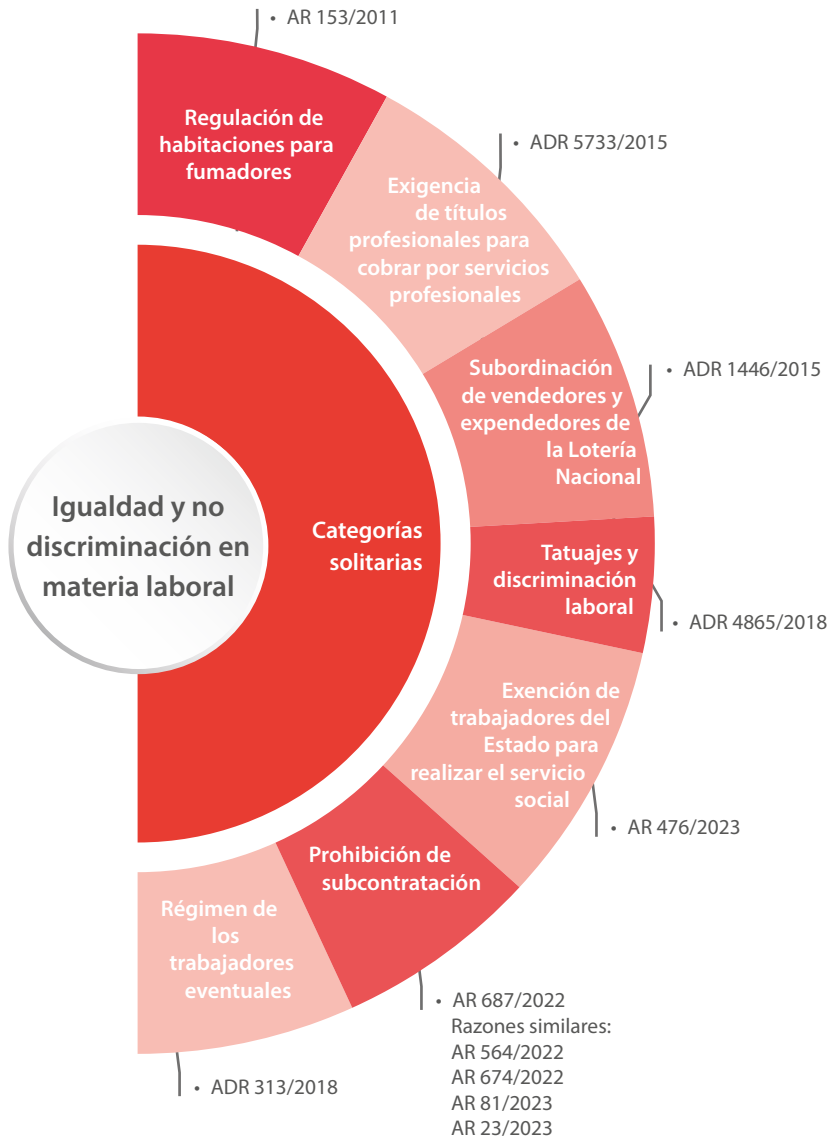 • AR 153/2011
Regulación de
habitaciones para
fumadores
• ADR 5733/2015
Exigencia
de títulos
profesionales para
cobrar por servicios
profesionales
• ADR 1446/2015
Subordinación
de vendedores y
expendedores de
la Lotería
Nacional
Igualdad y no
discriminación en
materia laboral
Categorías
solitarias
Tatuajes y
discriminación
laboral
• ADR 4865/2018
Exención de
trabajadores del
Estado para
realizar el servicio
social
• AR 476/2023
Prohibición de
subcontratación
• AR 687/2022
Razones similares:
AR 564/2022
AR 674/2022
AR 81/2023
AR 23/2023
Régimen de
los
trabajadores
eventuales
• ADR 313/2018